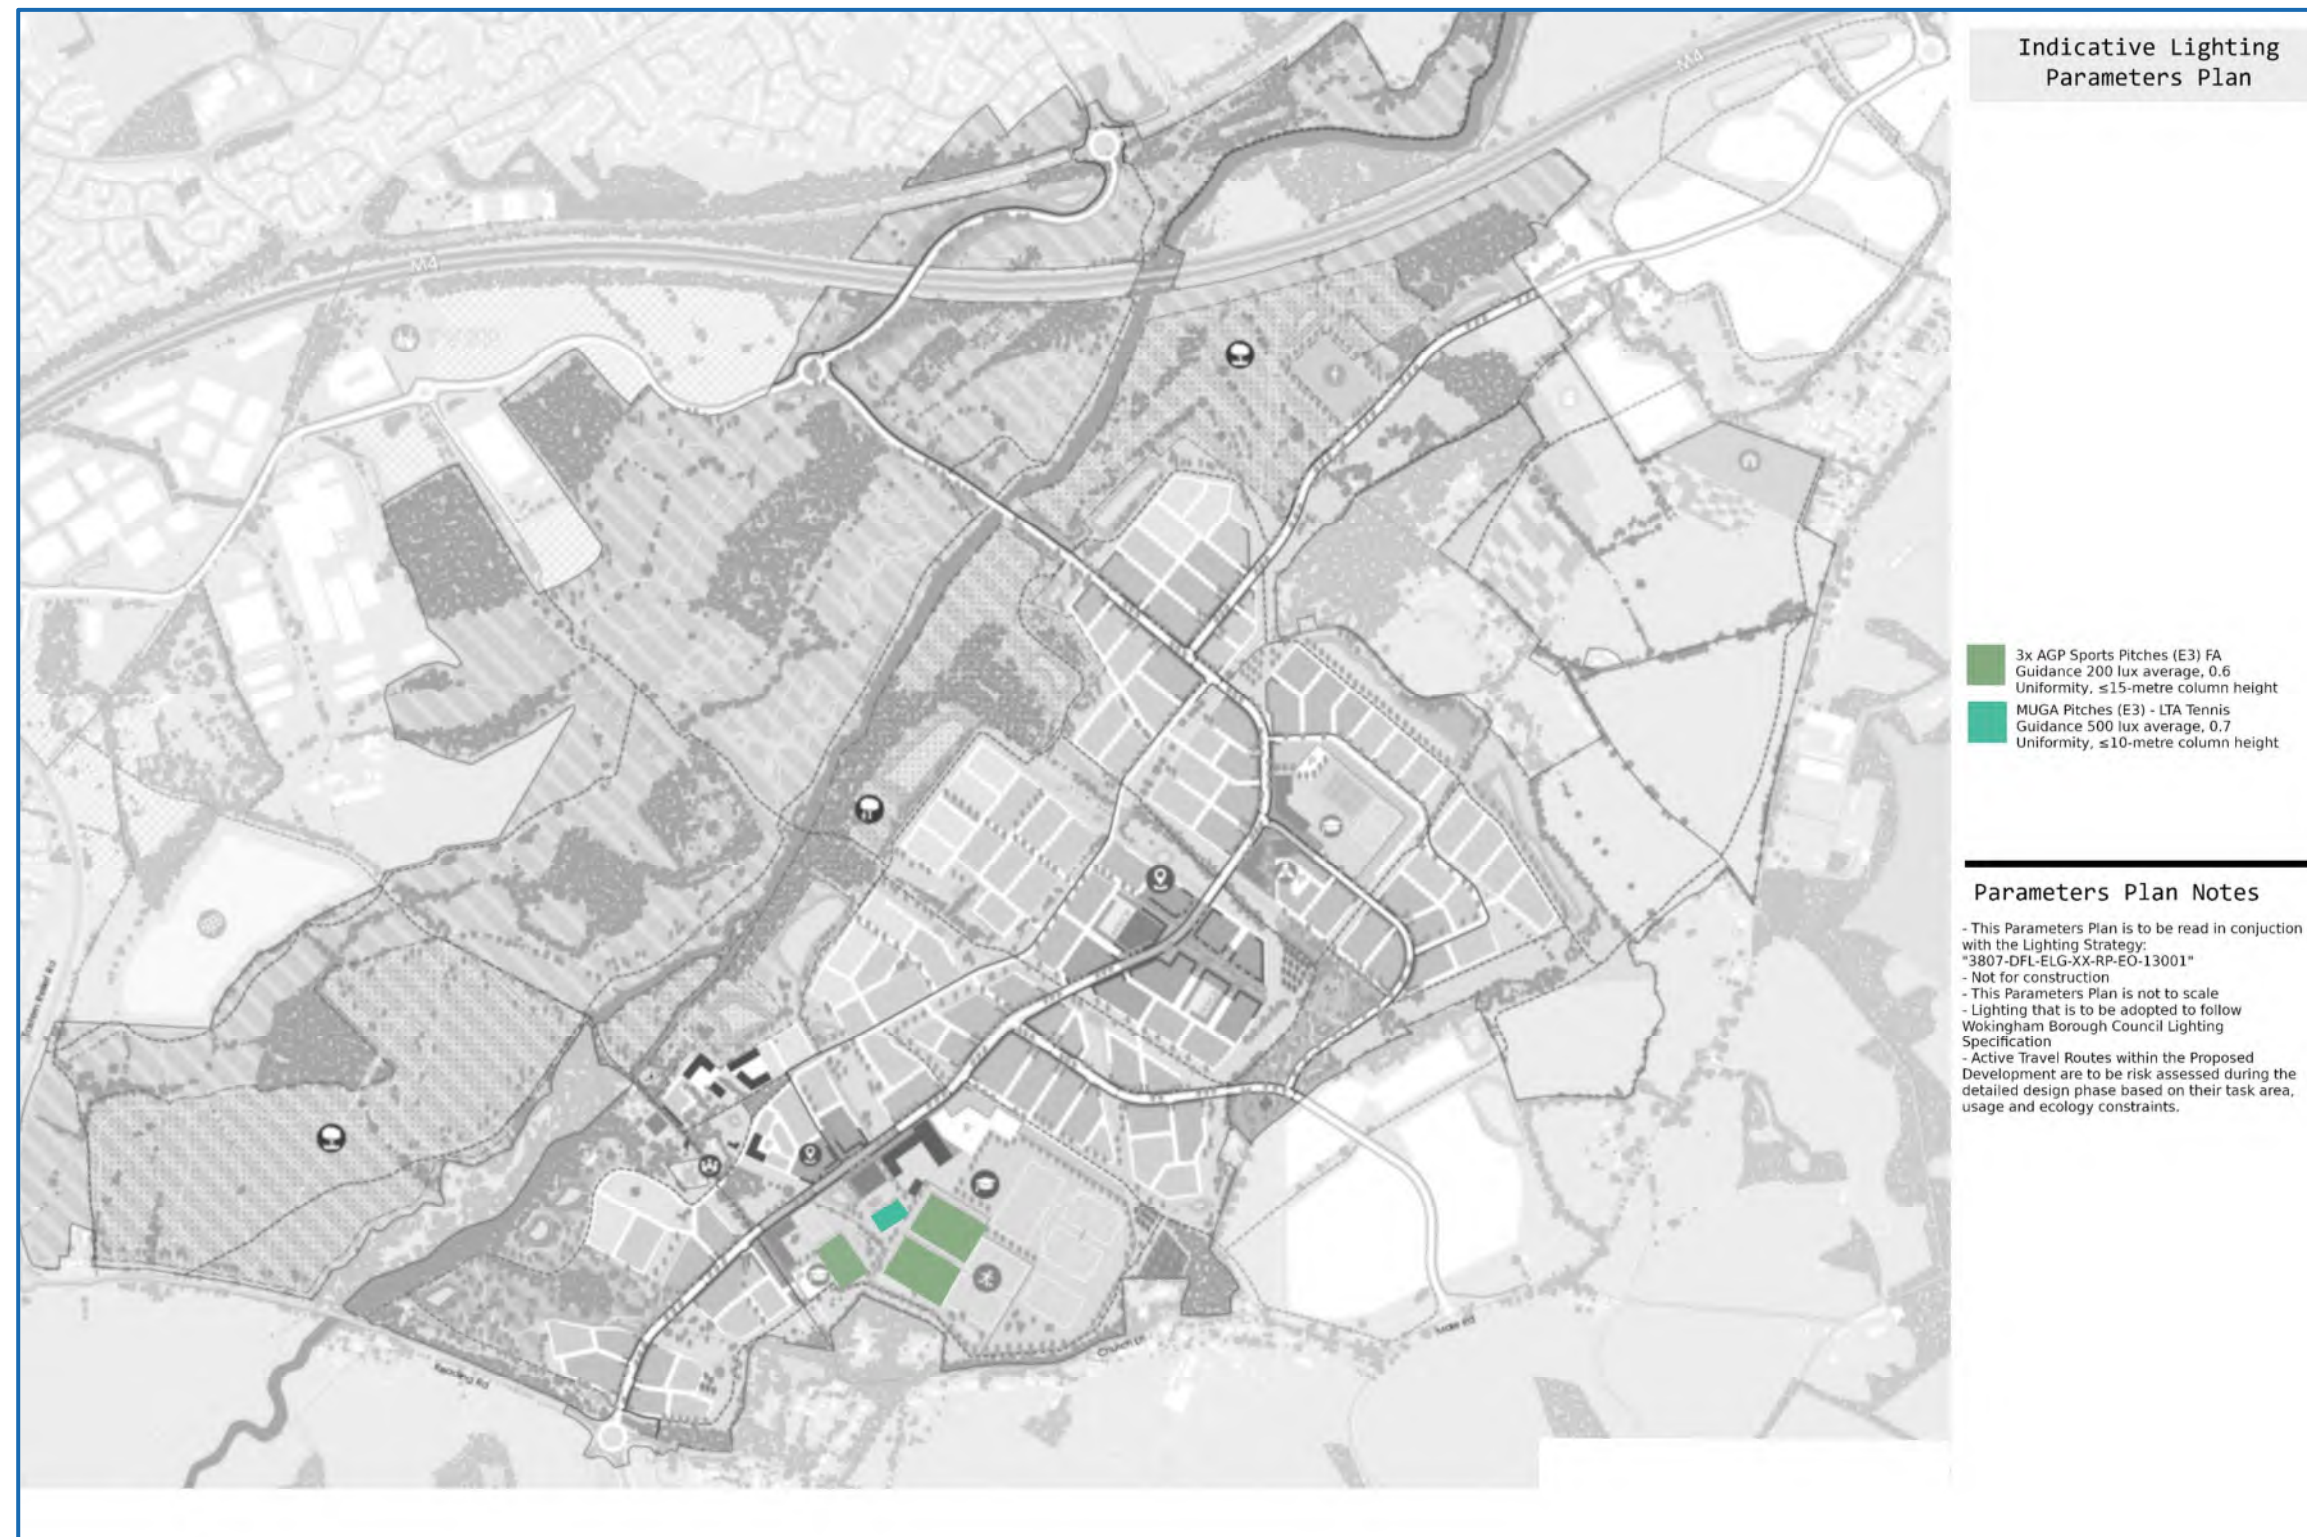 Indicative Lighting
Parameters Plan
M4
M4
3x AGP Sports Pitches (E3) FA
Guidance 200 lux average, 0.6
Uniformity, ≤15-metre column height
MUGA Pitches (E3) - LTA Tennis
Guidance 500 lux average, 0.7
Uniformity, ≤10-metre column height
Parameters Plan Notes
- This Parameters Plan is to be read in conjuction
with the Lighting Strategy:
"3807-DFL-ELG-XX-RP-EO-13001"
- Not for construction
- This Parameters Plan is not to scale
- Lighting that is to be adopted to follow
Wokingham Borough Council Lighting
Specification
- Active Travel Routes within the Proposed
Development are to be risk assessed during the
detailed design phase based on their task area,
usage and ecology constraints.
Reading Rd
Church Ln